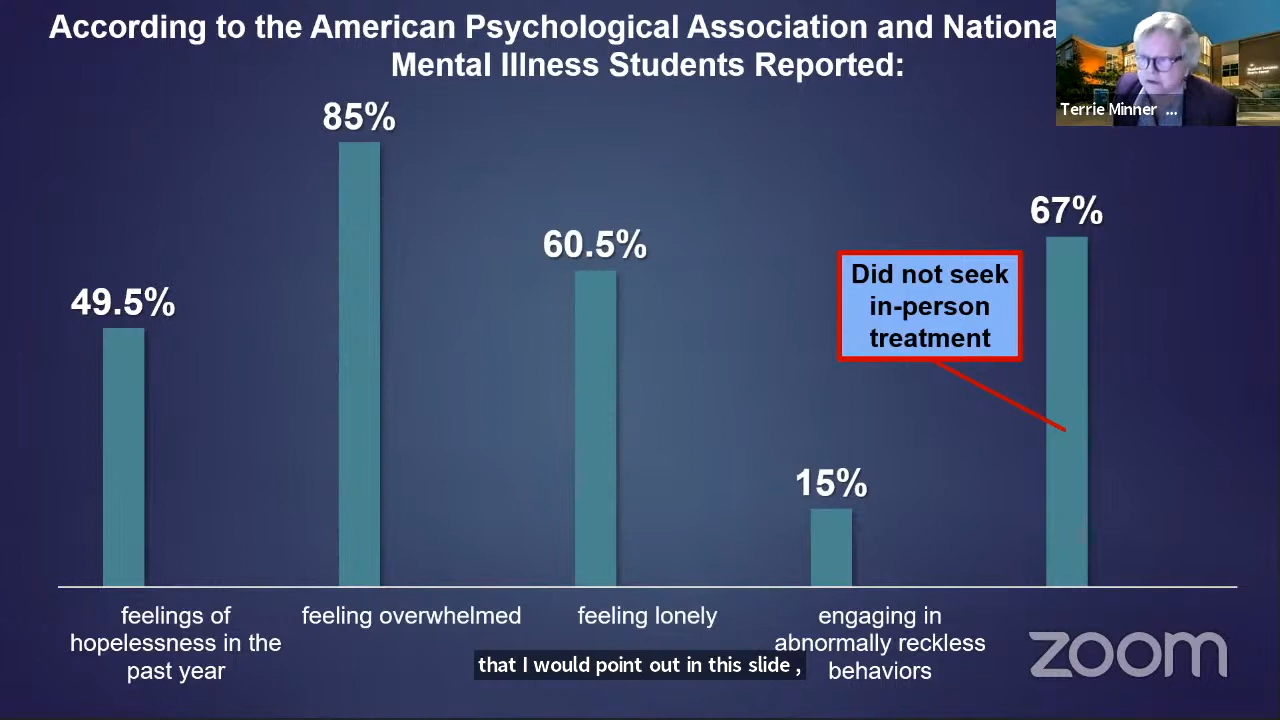 According to the American Psychological Association and Nationa
Mental Illness Students Reported:
Terrie Minner ...
85%
67%
60.5%
49.5%
15%
Did not seek
in-person
treatment
feelings of
hopelessness in the
past year
feeling overwhelmed
feeling lonely
engaging in
abnormally reckless
behaviors
that I would point out in this slide ,
zoom